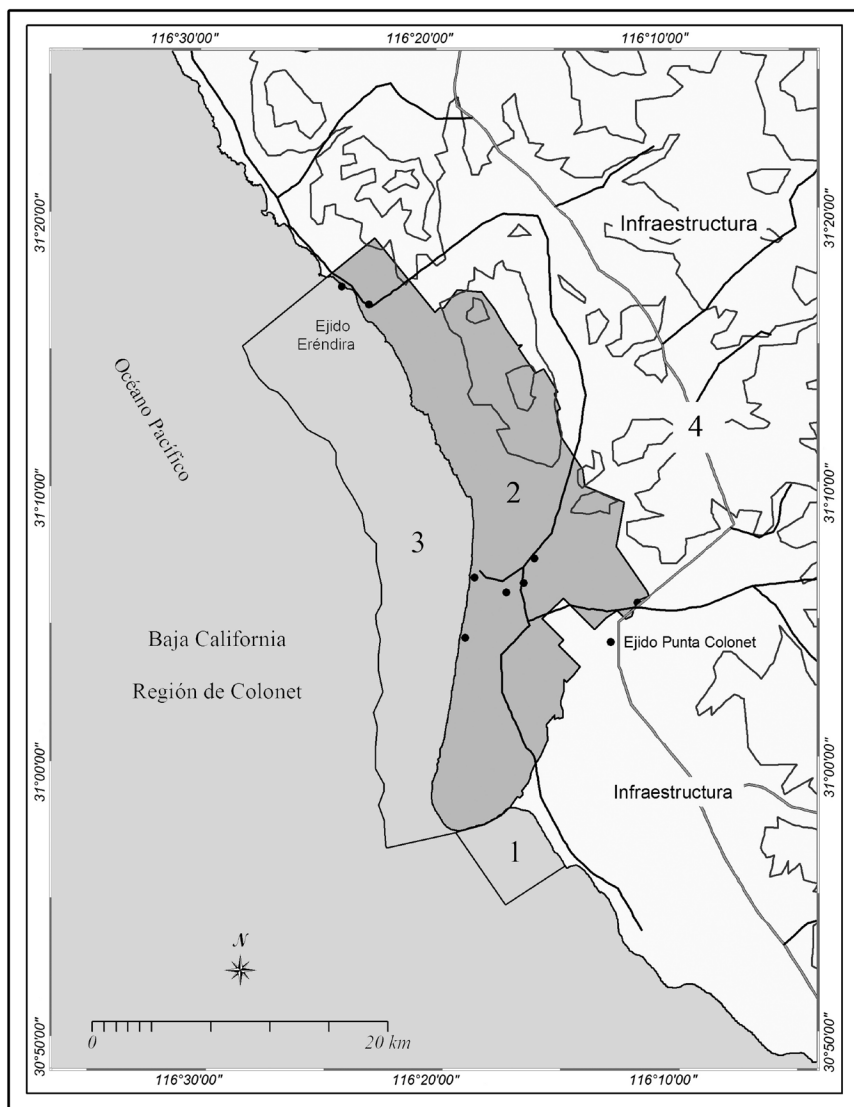 116°30'00" 116°20'00" 116°10'00"
31°20'00"
31°20'00"
Infraestructura
Ejido
Eréndira
Océano Pacífico
4
31°10'00"
31°10'00"
2
3
Baja California
Ejido Punta Colonet
Región de Colonet
31°00'00"
31°00'00"
Infraestructura
1
N
0 20 km
30°50'00"
30°50'00"
116°30'00" 116°20'00" 116°10'00"